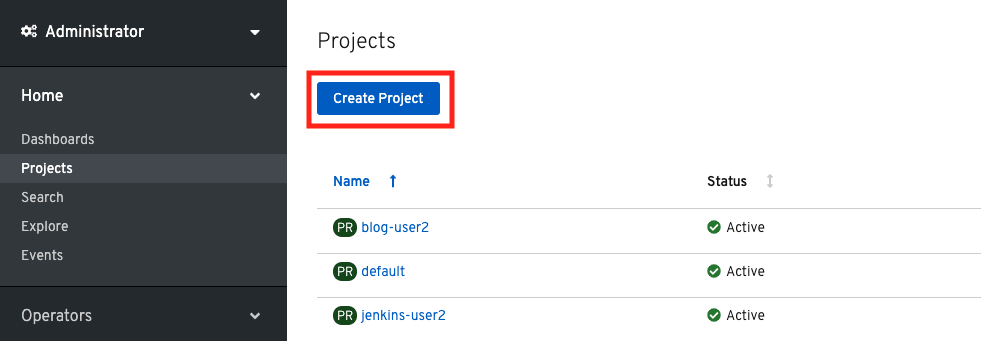 Administrator
Home
Dashboards
Projects
Search
Explore
Events
Operators
Projects
Create Project
Name Status
PR blog-user2 Active
PR default Active
PR jenkins-user2 Active